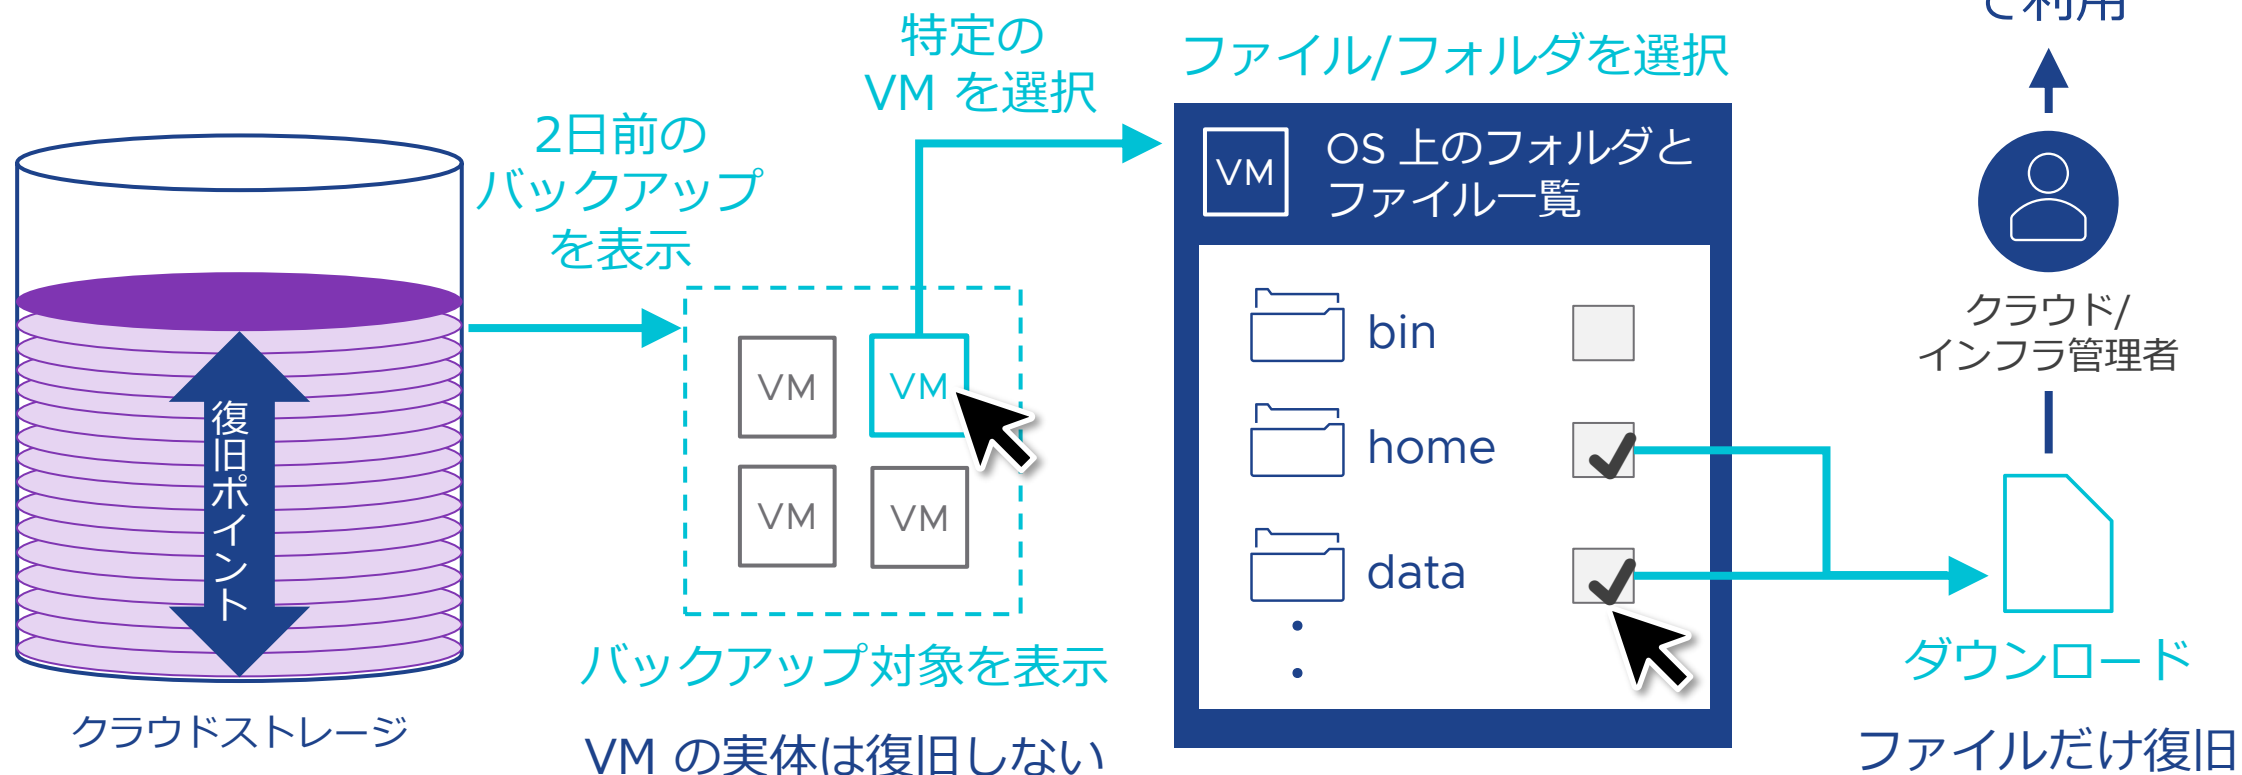 復旧ポイント
クラウドストレージ
2日前の
バックアップ
を表示
特定の
VM を選択
VM
VM
VM
VM
バックアップ対象を表示
VM の実体は復旧しない
ファイル/フォルダを選択
VM
OS 上のフォルダと
ファイル一覧
bin
home
data
で利用
クラウド/
インフラ管理者
ダウンロード
ファイルだけ復旧